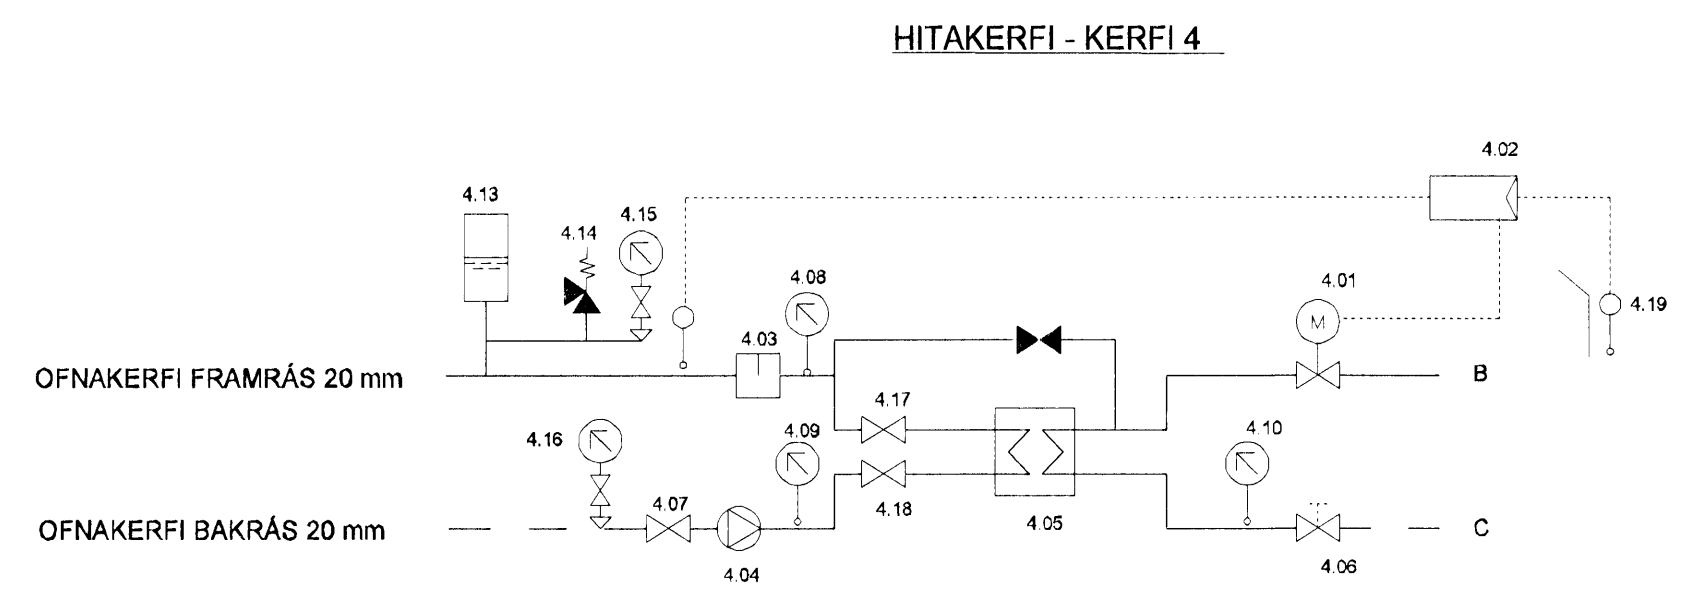 HITAKERFI - KERFI 4
4.02
4.13
4.15
4.14
4.08
4.01
4.19
4.03
OFNAKERFI FRAMRÁS 20 mm
B
4.17
4.16
4.09
4.10
4.07
4.18
4.05
OFNAKERFI BAKRÁS 20 mm
C
4.04
4.06
M